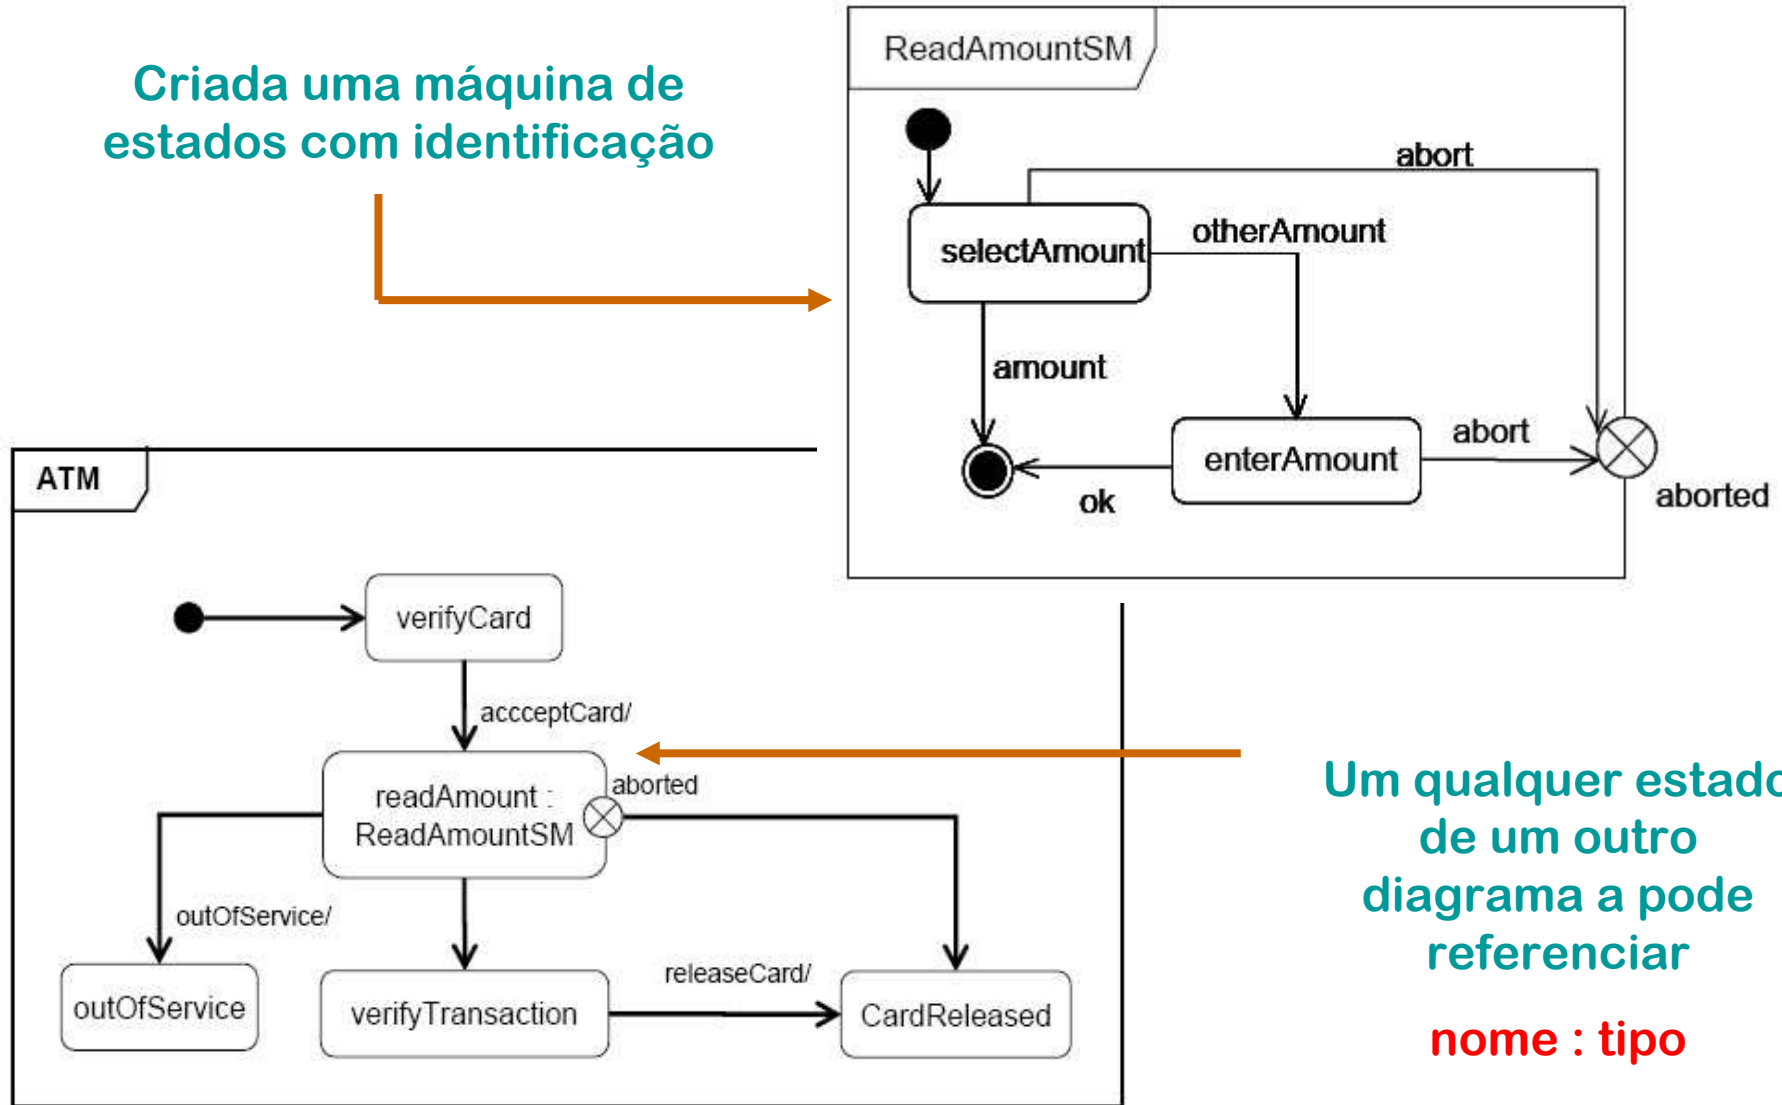 Criada uma máquina de
estados com identificação
ReadAmountSM
abort
selectAmount
otherAmount
amount
enterAmount
abort
ok
aborted
ATM
verifyCard
accceptCard/
readAmount :
ReadAmountSM
aborted
outOfService/
outOfService
verifyTransaction
releaseCard/
CardReleased
Um qualquer estado
de um outro
diagrama a pode
referenciar
nome : tipo